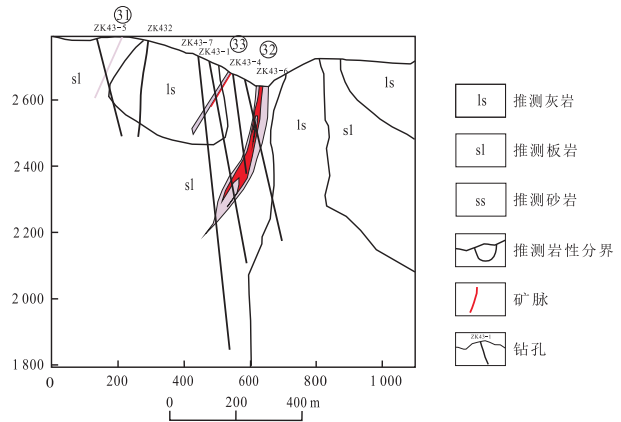 ㉛
ZK43-5 ZK432
㉝ ㉜
ZK43-7
ZK43-1
ZK43-4
ZK43-6
sl ls ls sl ls
sl
2 600
2 400
2 200
2 000
1 800
0 200 400 600 800 1 000
0 200 400 m
ls 推测灰岩
sl 推测板岩
ss 推测砂岩
推测岩性分界
矿脉
ZK43-1 钻孔